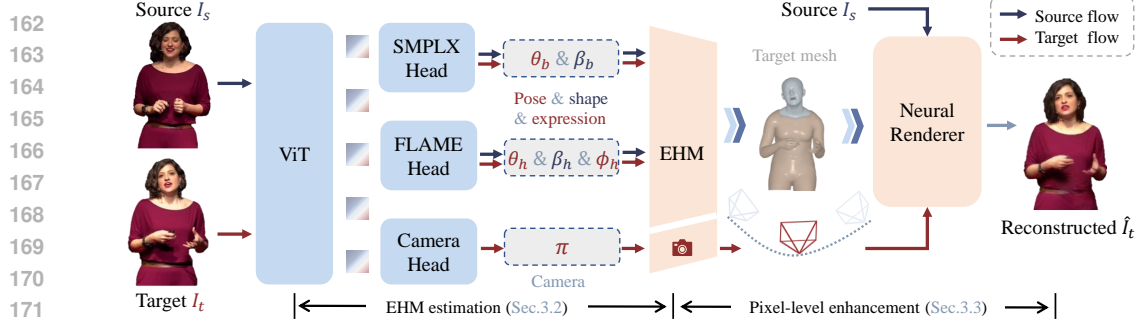 162
163
164
165
166
167
168
169
170
171
Source I_s
Target I_t
ViT
SMPLX
Head
FLAME
Head
Camera
Head
θ_b & β_b
Pose & shape
& expression
θ_h & β_h & ϕ_h
π
Camera
EHM
Target mesh
Source I_s
Neural
Renderer
Source flow
Target flow
Reconstructed Î_t
EHM estimation (Sec.3.2)
Pixel-level enhancement (Sec.3.3)